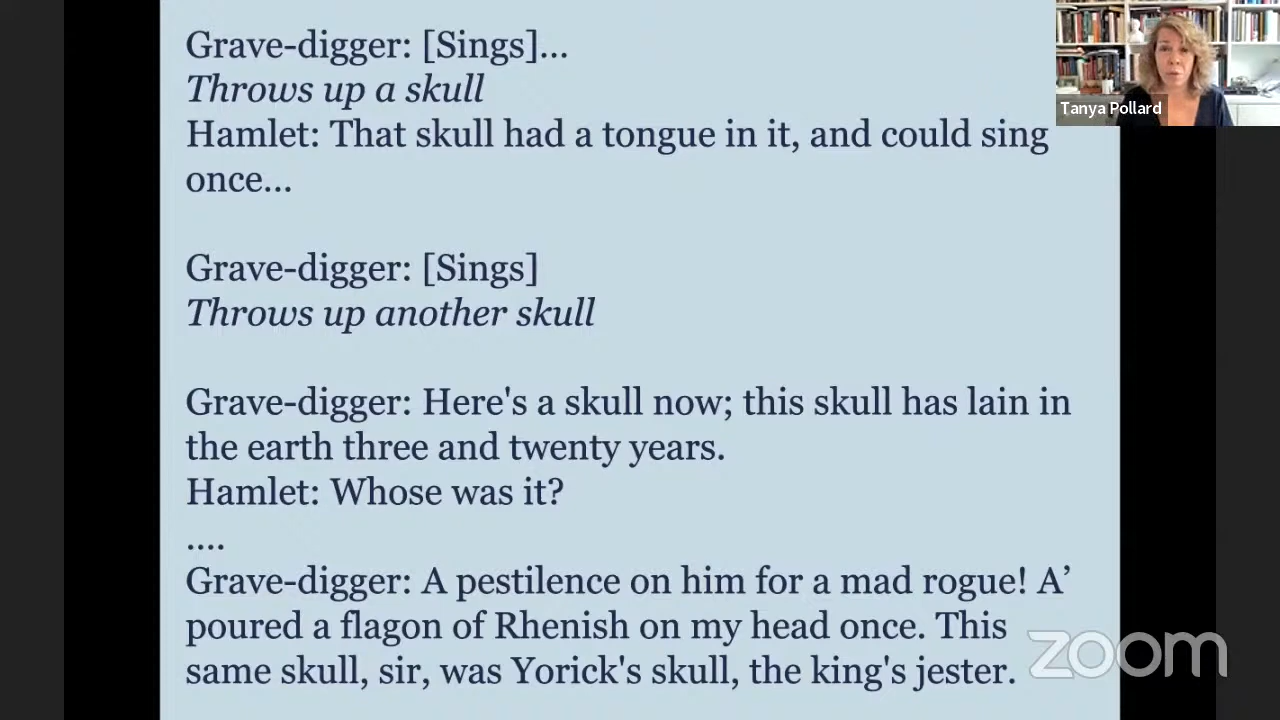 Grave-digger: [Sings]...
Throws up a skull
Hamlet: That skull had a tongue in it, and could sing
once...
Grave-digger: [Sings]
Throws up another skull
Grave-digger: Here's a skull now; this skull has lain in
the earth three and twenty years.
Hamlet: Whose was it?
....
Grave-digger: A pestilence on him for a mad rogue! A’
poured a flagon of Rhenish on my head once. This
same skull, sir, was Yorick's skull, the king's jester.
Tanya Pollard
zoom